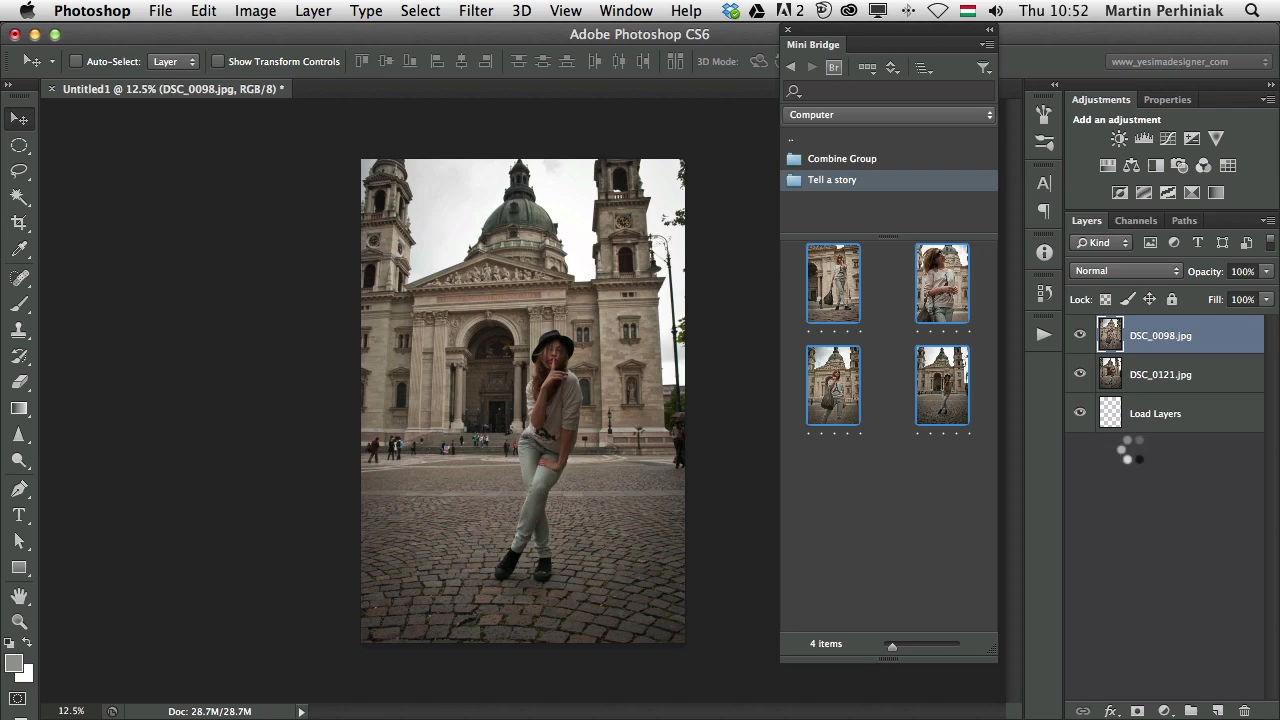 Photoshop File Edit Image Layer Type Select Filter 3D View Window Help 2 Thu 10:52 Martin Perhiniak
Adobe Photoshop CS6
Auto-Select: Layer Show Transform Controls 3D Mode: www_yesimadesigner_com
Untitled1 @ 12.5% (DSC_0098.jpg, RGB/8) *
Mini Bridge
Br
Computer
..
Combine Group
Tell a story
4 items
Adjustments Properties
Add an adjustment
Layers Channels Paths
Kind
Normal Opacity: 100%
Lock: Fill: 100%
DSC_0098.jpg
DSC_0121.jpg
Load Layers
12.5% Doc: 28.7M/28.7M